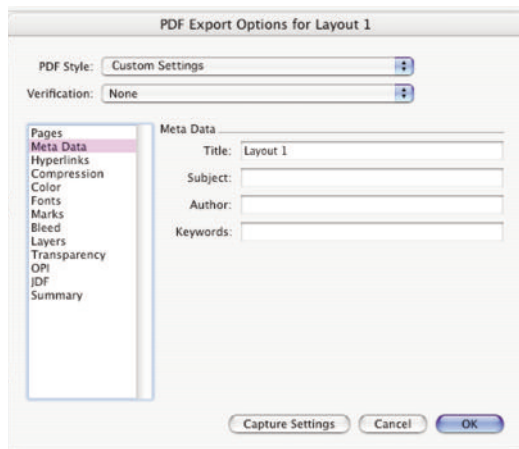 PDF Export Options for Layout 1
PDF Style: Custom Settings
Verification: None
Pages
Meta Data
Hyperlinks
Compression
Color
Fonts
Marks
Bleed
Layers
Transparency
OPI
JDF
Summary
Meta Data
Title: Layout 1
Subject:
Author:
Keywords:
Capture Settings
Cancel
OK